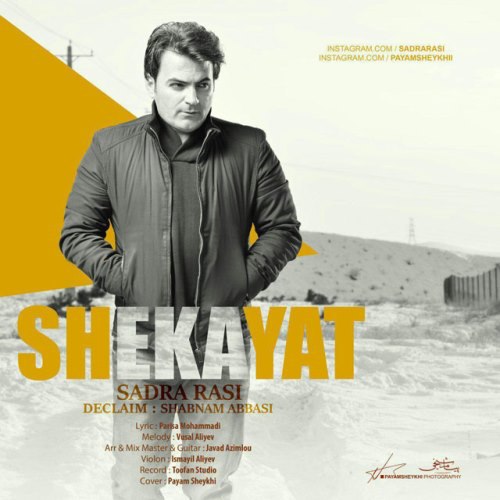 INSTAGRAM.COM / SADRARASI
INSTAGRAM.COM / PAYAMSHEYKHII
SHEKAYAT
SADRA RASI
DECLAIM : SHABNAM ABBASI
Lyric : Parisa Mohammadi
Melody : Vusal Aliyev
Arr & Mix Master & Guitar : Javad Azimlou
Violon : Ismayil Aliyev
Record : Toofan Studio
Cover : Payam Sheykhi
PAYAMSHEYKHI PHOTOGRAPHY